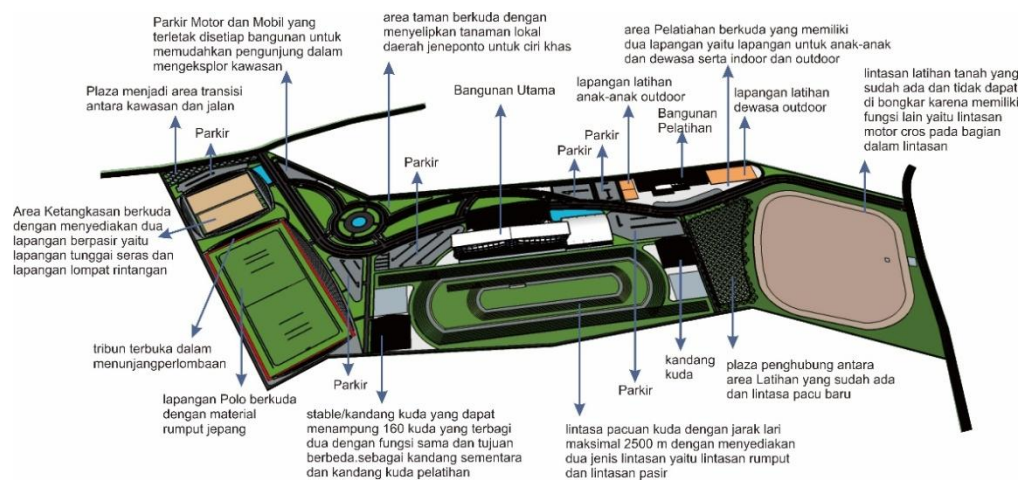 Parkir Motor dan Mobil yang
terletak disetiap bangunan untuk
memudahkan pengunjung dalam
mengeksplor kawasan
area taman berkuda dengan
menyelipkan tanaman lokal
daerah jeneponto untuk ciri khas
area Pelatiahan berkuda yang memiliki
dua lapangan yaitu lapangan untuk anak-anak
dan dewasa serta indoor dan outdoor
lintasan latihan tanah yang
sudah ada dan tidak dapat
di bongkar karena memiliki
fungsi lain yaitu lintasan
motor cros pada bagian
dalam lintasan
Plaza menjadi area transisi
antara kawasan dan jalan
Bangunan Utama
lapangan latihan
anak-anak outdoor
lapangan latihan
dewasa outdoor
Bangunan
Pelatihan
Parkir
Parkir
Parkir
Parkir
Area Ketangkasan berkuda
dengan menyediakan dua
lapangan berpasir yaitu
lapangan tunggai seras dan
lapangan lompat rintangan
tribun terbuka dalam
menunjangperlombaan
lapangan Polo berkuda
dengan material
rumput jepang
Parkir
stable/kandang kuda yang dapat
menampung 160 kuda yang terbagi
dua dengan fungsi sama dan tujuan
berbeda.sebagai kandang sementara
dan kandang kuda pelatihan
lintasa pacuan kuda dengan jarak lari
maksimal 2500 m dengan menyediakan
dua jenis lintasan yaitu lintasan rumput
dan lintasan pasir
Parkir
kandang
kuda
plaza penghubung antara
area Latihan yang sudah ada
dan lintasa pacu baru